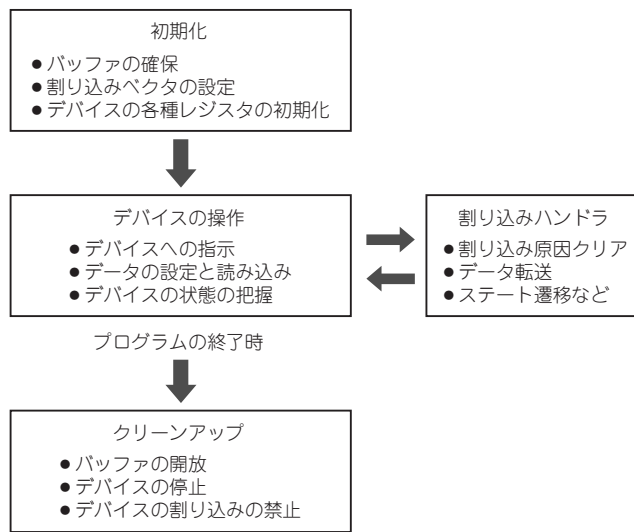 初期化
●バッファの確保
●割り込みベクタの設定
●デバイスの各種レジスタの初期化
デバイスの操作
●デバイスへの指示
●データの設定と読み込み
●デバイスの状態の把握
割り込みハンドラ
●割り込み原因クリア
●データ転送
●ステート遷移など
プログラムの終了時
クリーンアップ
●バッファの開放
●デバイスの停止
●デバイスの割り込みの禁止